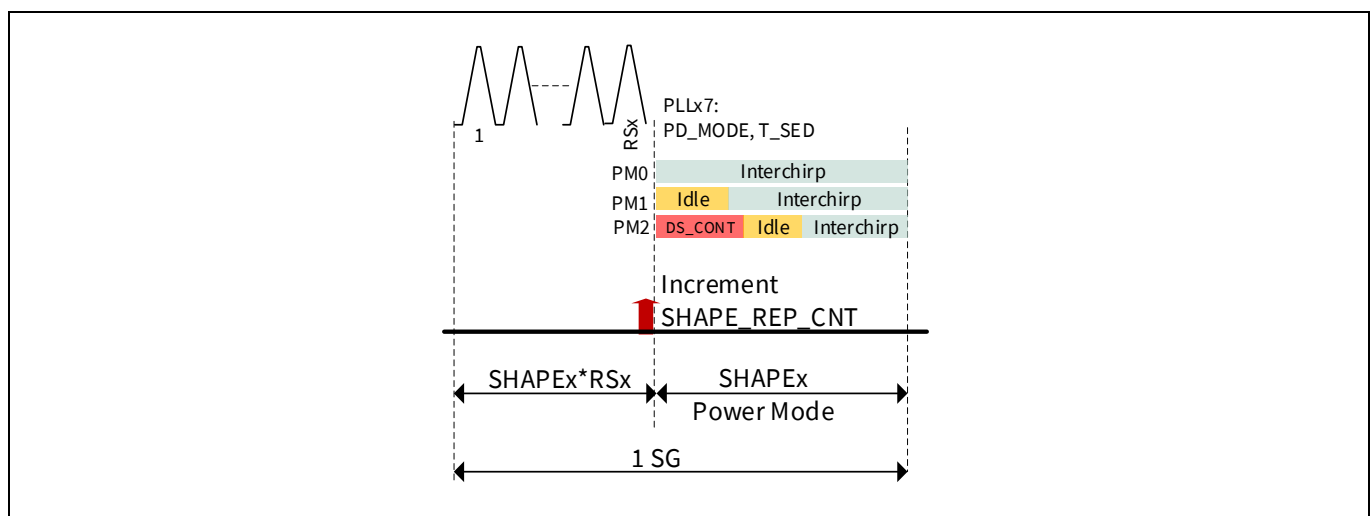 PLLx7:
1
RSx
PD_MODE, T_SED
PM0
Interchirp
PM1
Idle
Interchirp
PM2
DS_CONT
Idle
Interchirp
Increment
SHAPE_REP_CNT
SHAPEx*RSx
SHAPEx
Power Mode
1 SG